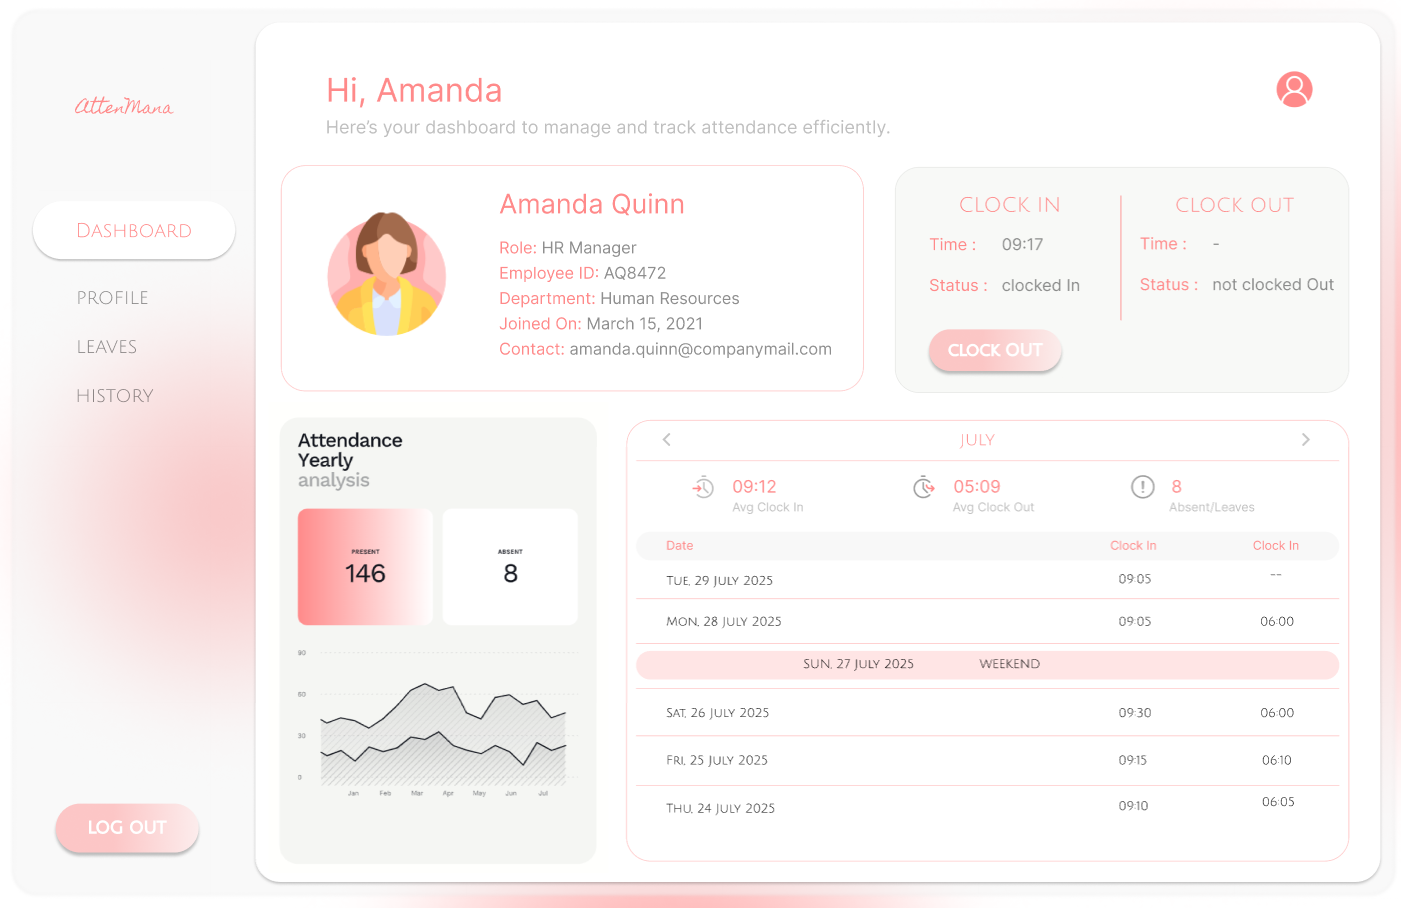 AttenMana
DASHBOARD
PROFILE
LEAVES
HISTORY
LOG OUT
Hi, Amanda
Here's your dashboard to manage and track attendance efficiently.
Amanda Quinn
Role: HR Manager
Employee ID: AQ8472
Department: Human Resources
Joined On: March 15, 2021
Contact: amanda.quinn@companymail.com
CLOCK IN
Time : 09:17
Status : clocked In
CLOCK OUT
Time : -
Status : not clocked Out
CLOCK OUT
Attendance
Yearly
analysis
PRESENT
146
ABSENT
8
90
60
30
0
Jan Feb Mar Apr May Jun Jul
< JULY >
09:12
Avg Clock In
05:09
Avg Clock Out
8
Absent/Leaves
Date Clock In Clock In
TUE, 29 JULY 2025 09:05 --
MON, 28 JULY 2025 09:05 06:00
SUN, 27 JULY 2025 WEEKEND
SAT, 26 JULY 2025 09:30 06:00
FRI, 25 JULY 2025 09:15 06:10
THU, 24 JULY 2025 09:10 06:05